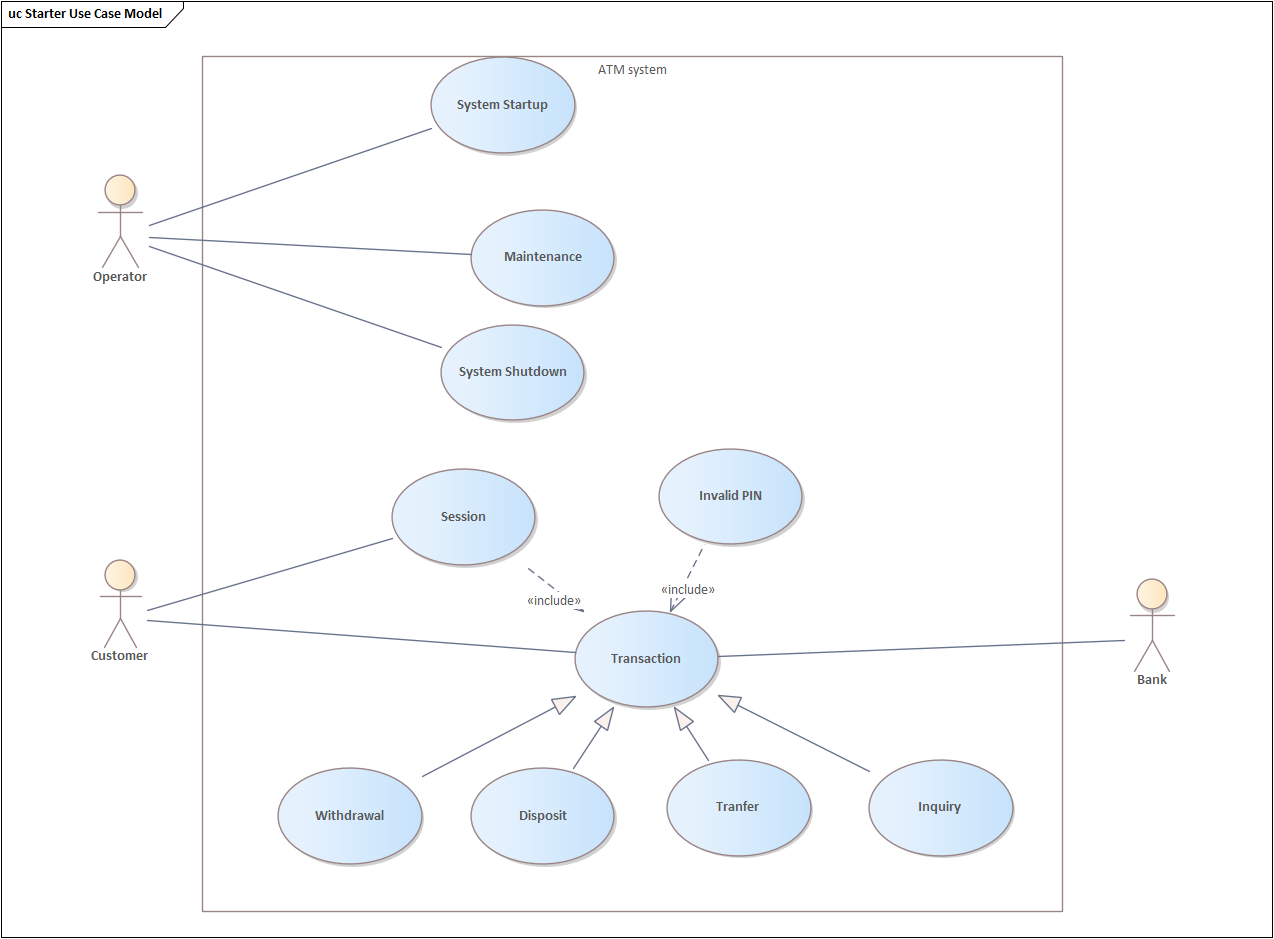 uc Starter Use Case Model
ATM system
System Startup
Maintenance
Operator
System Shutdown
Invalid PIN
Session
«include»
«include»
Customer
Transaction
Bank
Withdrawal
Disposit
Tranfer
Inquiry